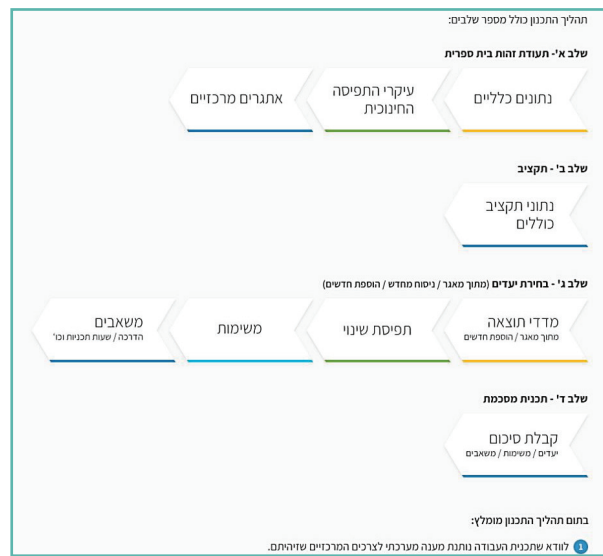 תהליך התכנון כולל מספר שלבים:
שלב א'- תעודת זהות בית ספרית
נתונים כלליים
עיקרי התפיסה
החינוכית
אתגרים מרכזיים
שלב ב' - תקציב
נתוני תקציב
כוללים
שלב ג' - בחירת יעדים (מתוך מאגר / ניסוח מחדש / הוספת חדשים)
מדדי תוצאה
מתוך מאגר / הוספת חדשים
תפיסת שינוי
משימות
משאבים
הדרכה / שעות תכניות וכו'
שלב ד' - תכנית מסכמת
קבלת סיכום
יעדים / משימות / משאבים
בתום תהליך התכנון מומלץ:
1 לוודא שתכנית העבודה נותנת מענה מערכתי לצרכים המרכזיים שזיהיתם.